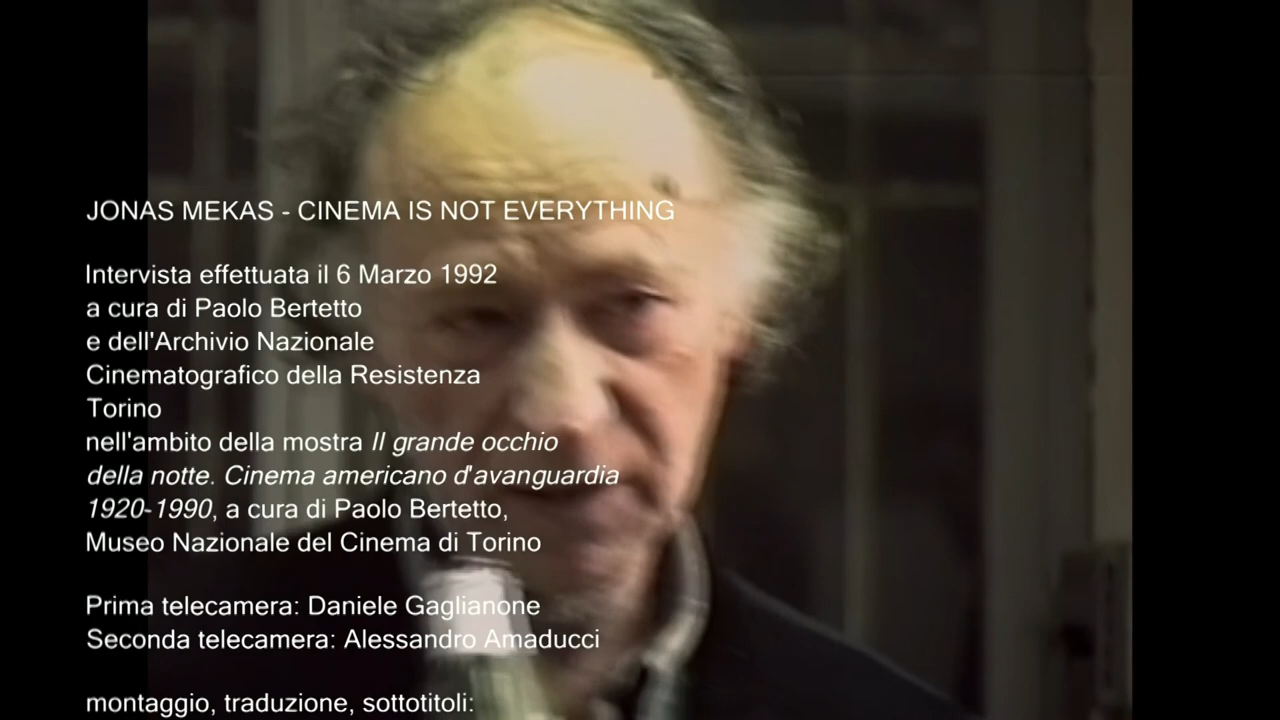 JONAS MEKAS - CINEMA IS NOT EVERYTHING
Intervista effettuata il 6 Marzo 1992
a cura di Paolo Bertetto
e dell'Archivio Nazionale
Cinematografico della Resistenza
Torino
nell'ambito della mostra Il grande occhio
della notte. Cinema americano d'avanguardia
1920-1990, a cura di Paolo Bertetto,
Museo Nazionale del Cinema di Torino
Prima telecamera: Daniele Gaglianone
Seconda telecamera: Alessandro Amaducci
montaggio, traduzione, sottotitoli: